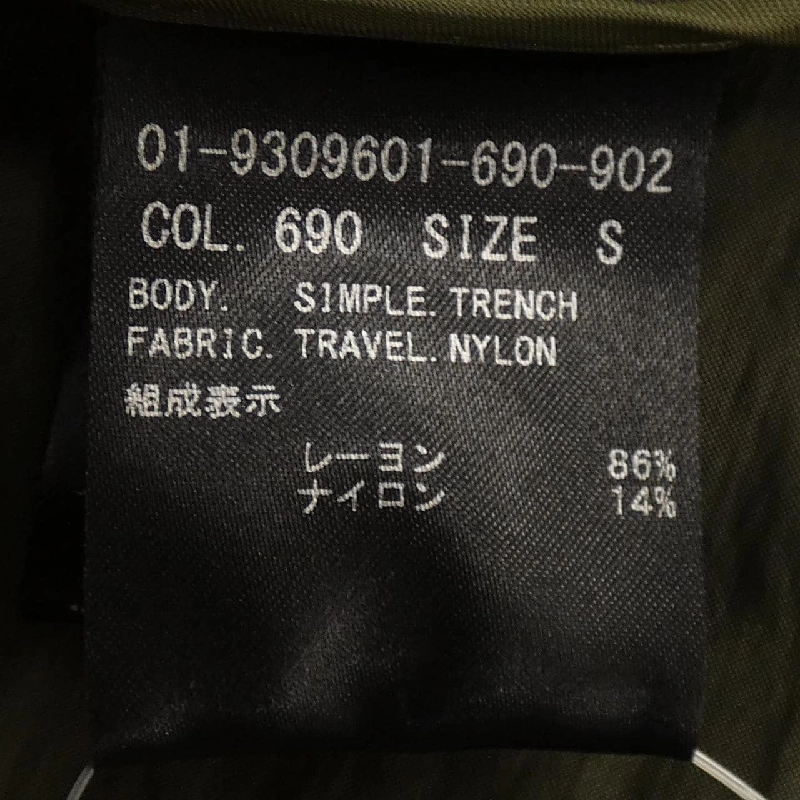 01-9309601-690-902
COL. 690 SIZE S
BODY. SIMPLE. TRENCH
FABRIC. TRAVEL. NYLON
組成表示
レーヨン 86%
ナイロン 14%